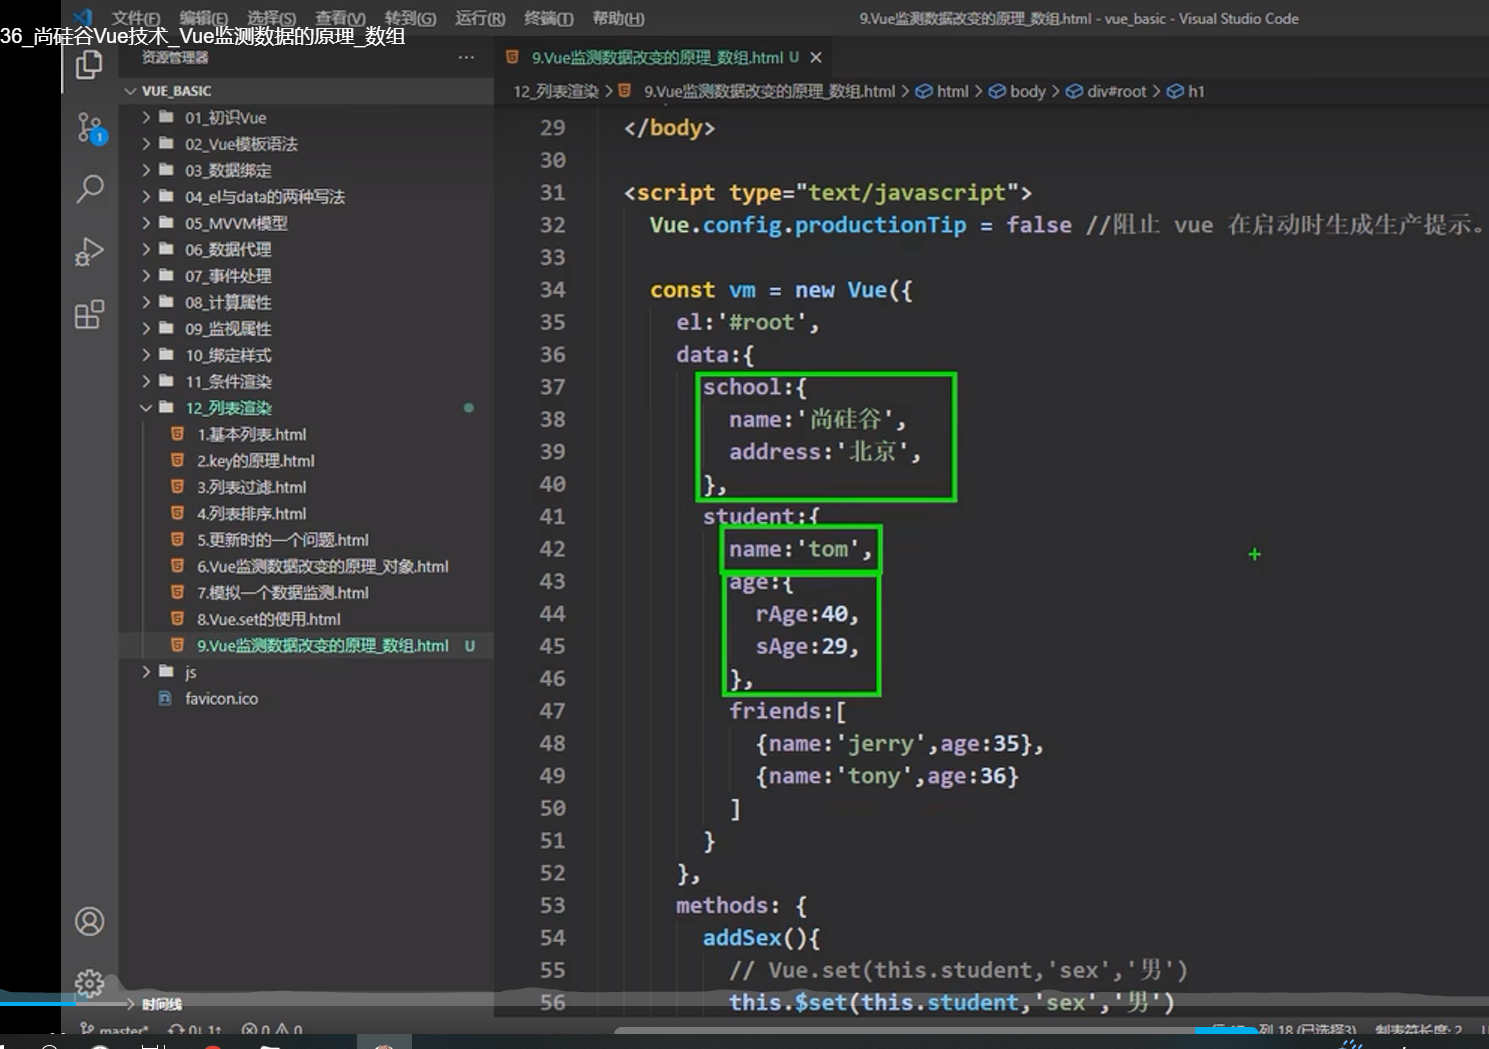 文件(F) 编辑(E) 选择(S) 查看(V) 转到(G) 运行(R) 终端(T) 帮助(H) 9.Vue监测数据改变的原理_数组.html - vue_basic - Visual Studio Code
36_尚硅谷Vue技术_Vue监测数据的原理_数组
资源管理器 ···
9.Vue监测数据改变的原理_数组.html U
VUE_BASIC
12_列表渲染 > 9.Vue监测数据改变的原理_数组.html > html > body > div#root > h1
1
01_初识Vue
02_Vue模板语法
03_数据绑定
04_el与data的两种写法
05_MVVM模型
06_数据代理
07_事件处理
08_计算属性
09_监视属性
10_绑定样式
11_条件渲染
12_列表渲染
1.基本列表.html
2.key的原理.html
3.列表过滤.html
4.列表排序.html
5.更新时的一个问题.html
6.Vue监测数据改变的原理_对象.html
7.模拟一个数据监测.html
8.Vue.set的使用.html
9.Vue监测数据改变的原理_数组.html U
js
favicon.ico
时间线
29 </body>
30
31 <script type="text/javascript">
32 Vue.config.productionTip = false //阻止 vue 在启动时生成生产提示。
33
34 const vm = new Vue({
35 el:'#root',
36 data:{
37 school:{
38 name:'尚硅谷',
39 address:'北京',
40 },
41 student:{
42 name:'tom',
43 age:{
44 rAge:40,
45 sAge:29,
46 },
47 friends:[
48 {name:'jerry',age:35},
49 {name:'tony',age:36}
50 ]
51 }
52 },
53 methods: {
54 addSex(){
55 // Vue.set(this.student,'sex','男')
56 this.$set(this.student,'sex','男')
master* 0↓ 1↑ 0 0 列 18 (已选择3) 制表符长度: 2